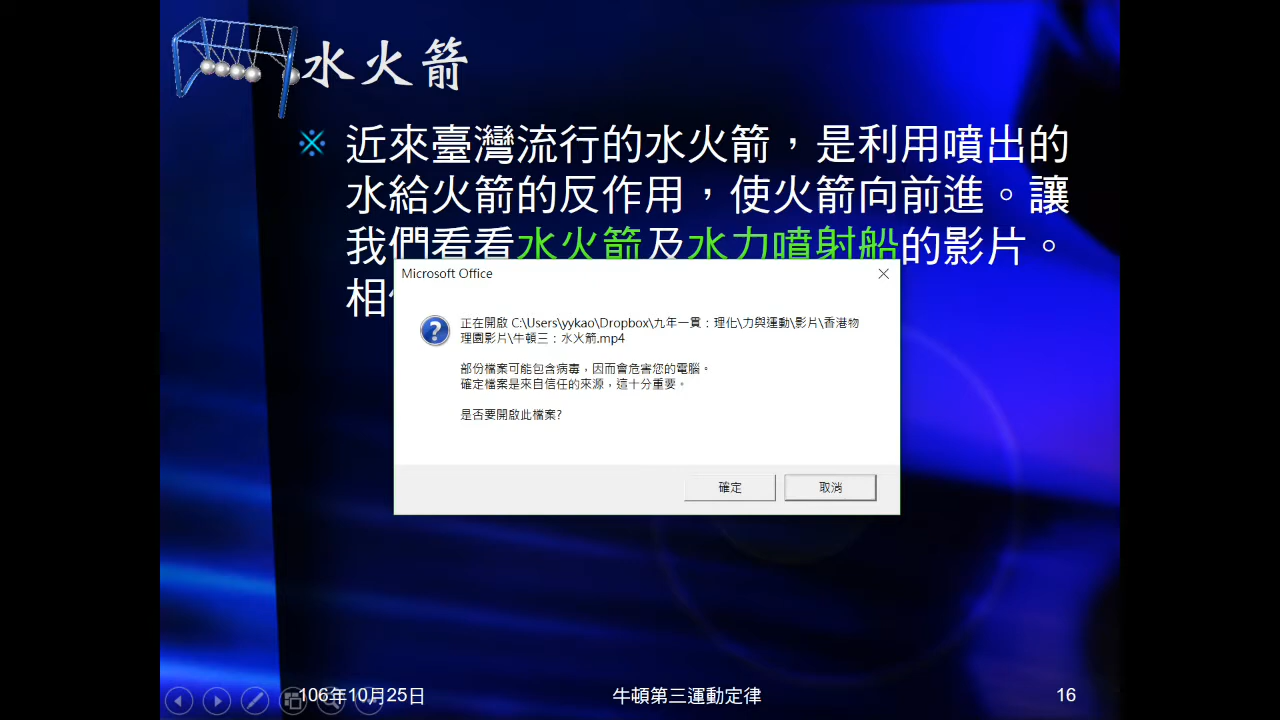 水火箭
※ 近來臺灣流行的水火箭，是利用噴出的
水給火箭的反作用，使火箭向前進。讓
我們看看水火箭及水力噴射船的影片。
相
Microsoft Office
正在開啟 C:\Users\yykao\Dropbox\九年一貫：理化\力與運動\影片\香港物
理園影片\牛頓三：水火箭.mp4
部份檔案可能包含病毒，因而會危害您的電腦。
確定檔案是來自信任的來源，這十分重要。
是否要開啟此檔案?
確定
取消
106年10月25日
牛頓第三運動定律
16